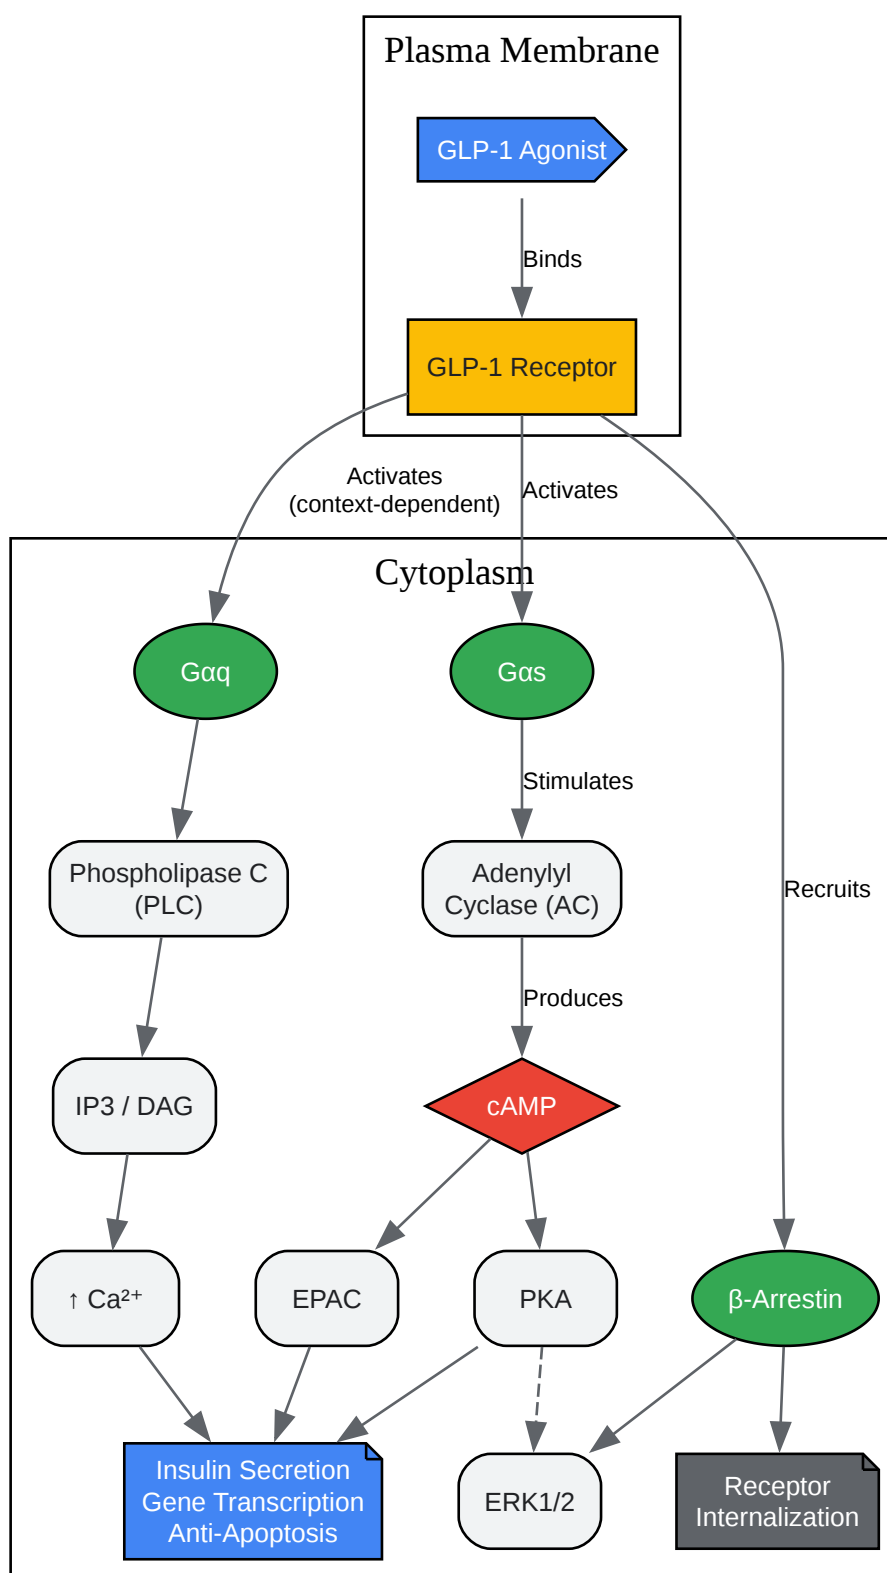 Plasma Membrane
GLP-1 Agonist
Binds
GLP-1 Receptor
Activates
(context-dependent)
Activates
Cytoplasm
Gαq
Gαs
Stimulates
Phospholipase C
(PLC)
Adenylyl
Cyclase (AC)
Recruits
Produces
IP3 / DAG
cAMP
↑ Ca²⁺
EPAC
PKA
β-Arrestin
Insulin Secretion
Gene Transcription
Anti-Apoptosis
ERK1/2
Receptor
Internalization